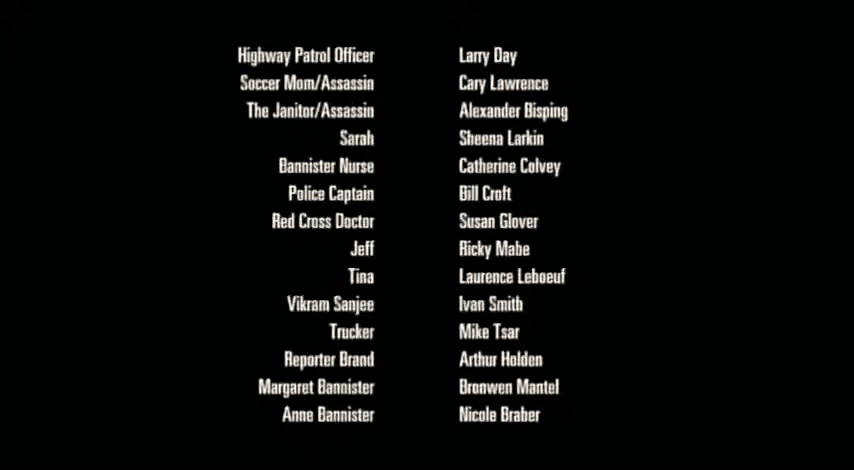 Highway Patrol Officer Larry Day
Soccer Mom/Assassin Cary Lawrence
The Janitor/Assassin Alexander Bisping
Sarah Sheena Larkin
Bannister Nurse Catherine Colvey
Police Captain Bill Croft
Red Cross Doctor Susan Glover
Jeff Ricky Mabe
Tina Laurence Leboeuf
Vikram Sanjee Ivan Smith
Trucker Mike Tsar
Reporter Brand Arthur Holden
Margaret Bannister Bronwen Mantel
Anne Bannister Nicole Braber